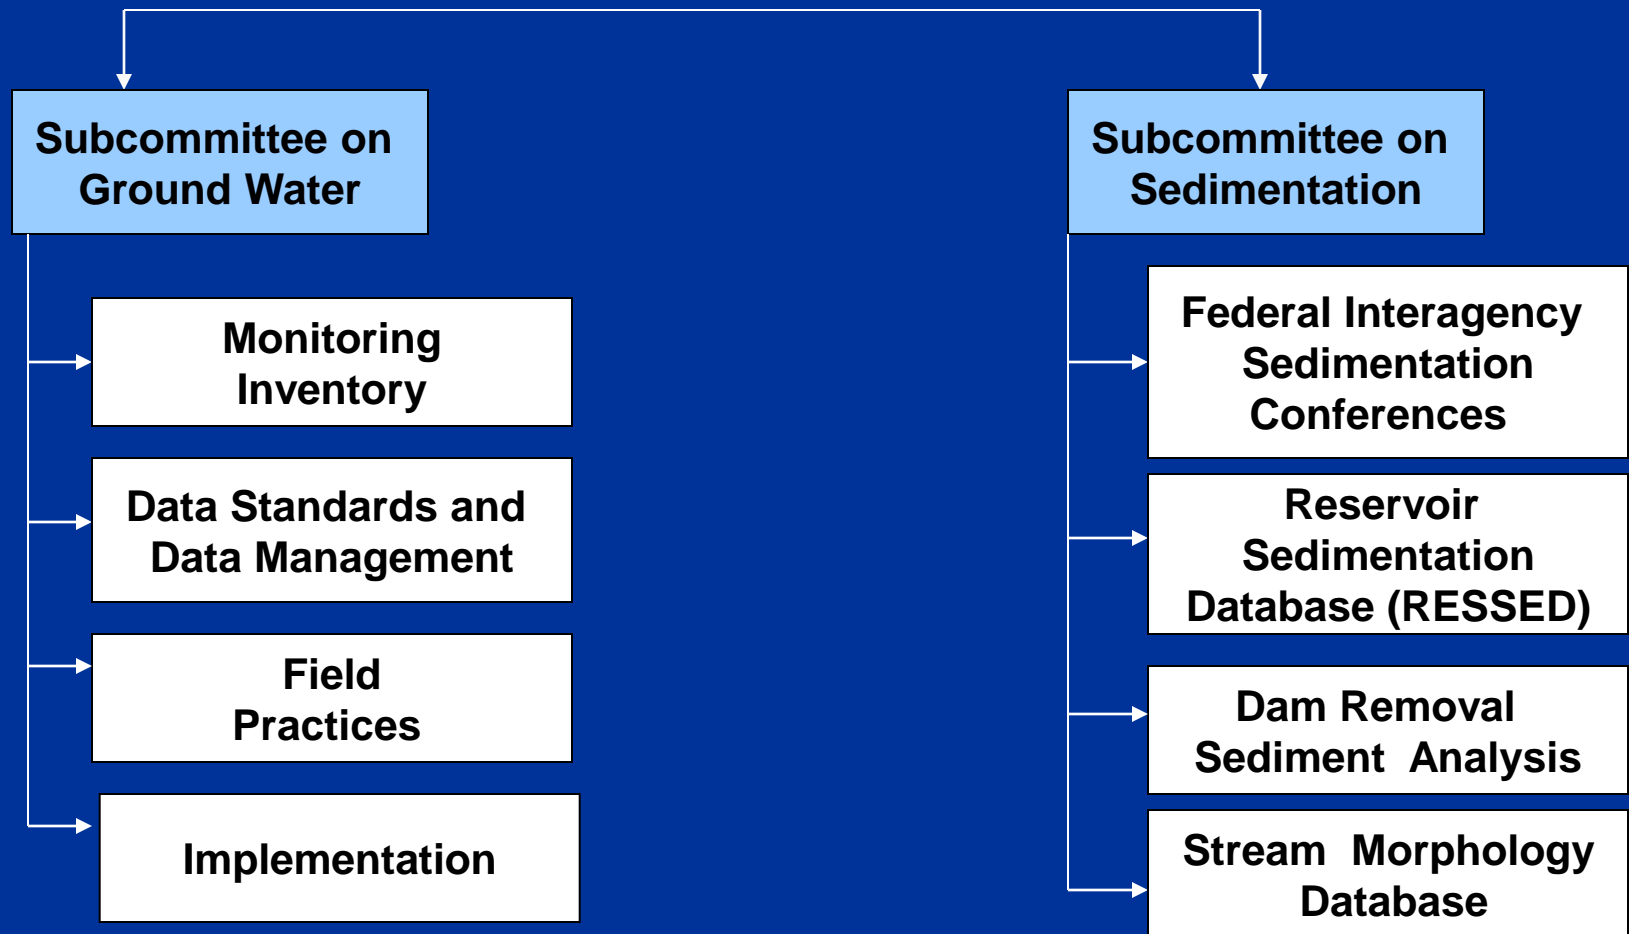 Subcommittee on
Ground Water
Monitoring
Inventory
Data Standards and
Data Management
Field
Practices
Implementation
Subcommittee on
Sedimentation
Federal Interagency
Sedimentation
Conferences
Reservoir
Sedimentation
Database (RESSED)
Dam Removal
Sediment Analysis
Stream Morphology
Database